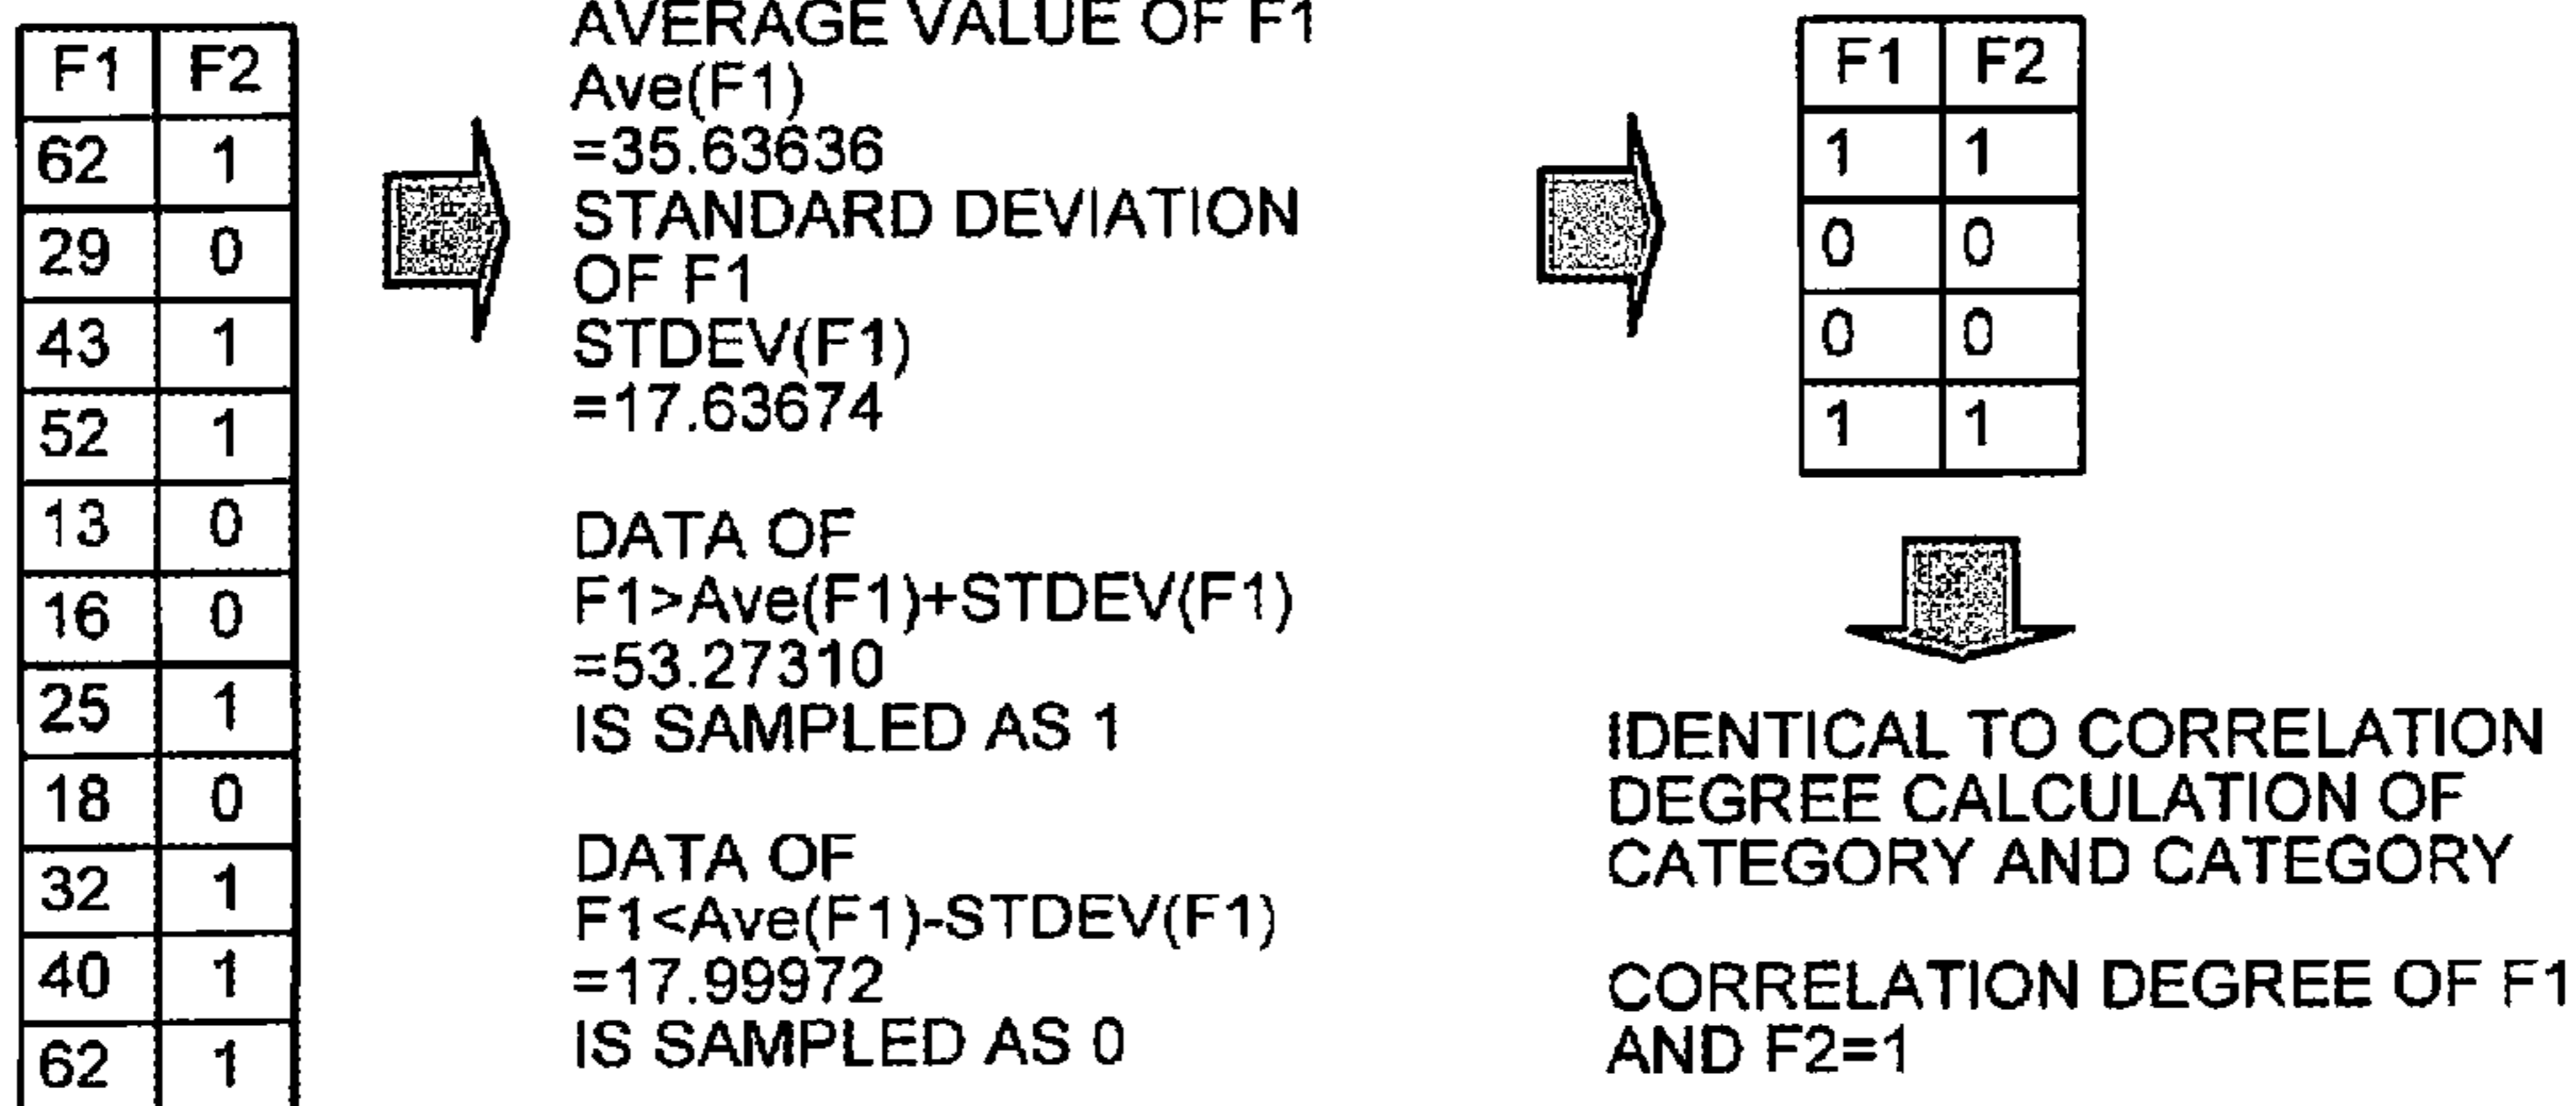 F1 F2
62 1
29 0
43 1
52 1
13 0
16 0
25 1
18 0
32 1
40 1
62 1
AVERAGE VALUE OF F1
Ave(F1)
=35.63636
STANDARD DEVIATION
OF F1
STDEV(F1)
=17.63674
DATA OF
F1>Ave(F1)+STDEV(F1)
=53.27310
IS SAMPLED AS 1
DATA OF
F1<Ave(F1)-STDEV(F1)
=17.99972
IS SAMPLED AS 0
F1 F2
1 1
0 0
0 0
1 1
IDENTICAL TO CORRELATION
DEGREE CALCULATION OF
CATEGORY AND CATEGORY
CORRELATION DEGREE OF F1
AND F2=1